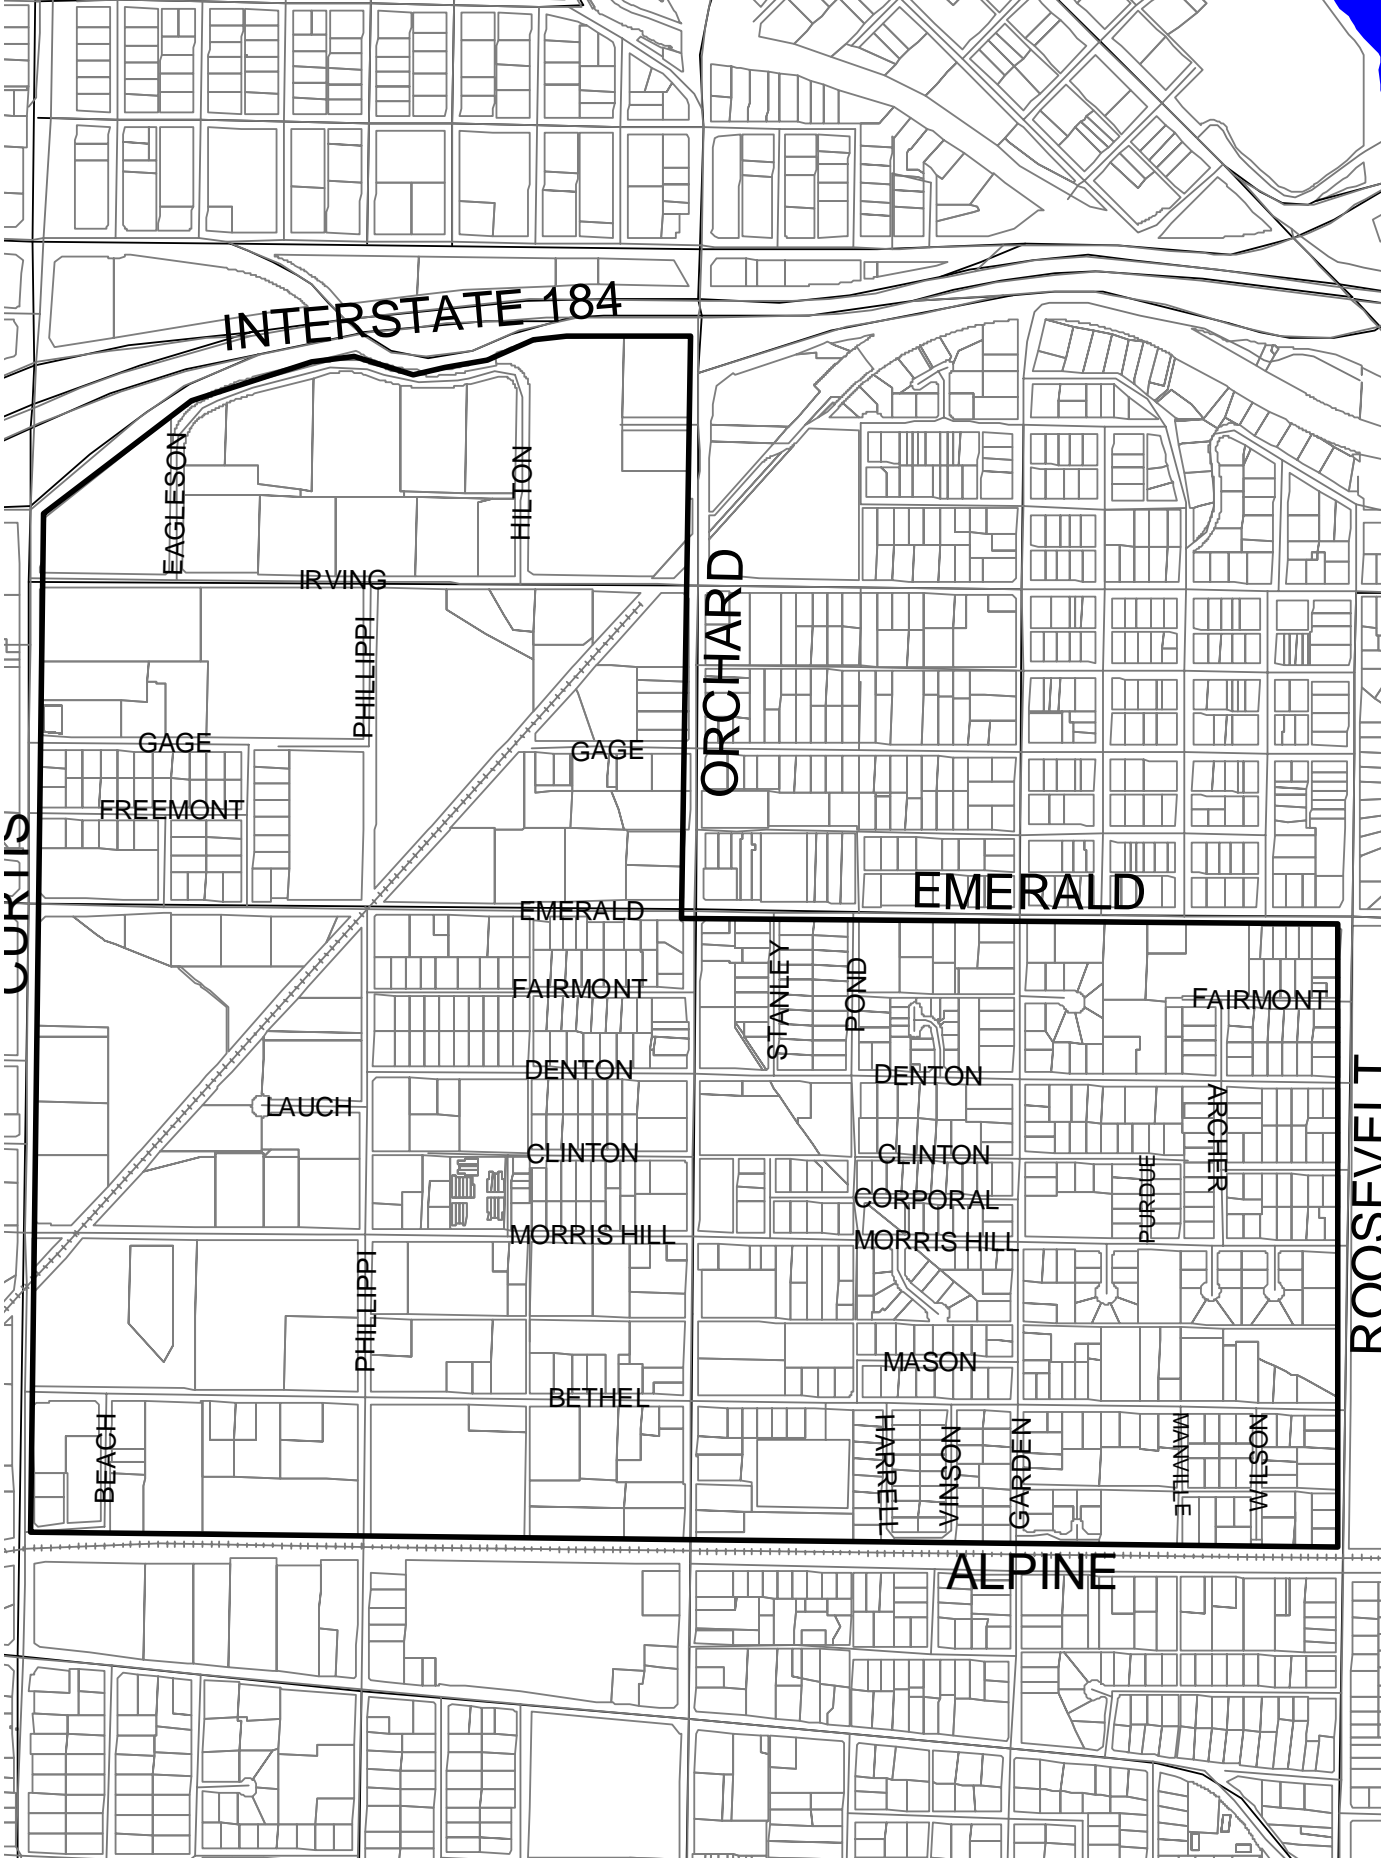 INTERSTATE 184
EAGLESON
HILTON
IRVING
ORCHARD
PHILLIPPI
GAGE
GAGE
FREEMONT
CURTIS
EMERALD
EMERALD
STANLEY
POND
FAIRMONT
FAIRMONT
DENTON
DENTON
ARCHER
LAUCH
ROOSEVELT
CLINTON
CLINTON
PURDUE
CORPORAL
MORRIS HILL
MORRIS HILL
PHILLIPPI
MASON
BETHEL
BEACH
HARRELL
VINSON
GARDEN
MANVILLE
WILSON
ALPINE